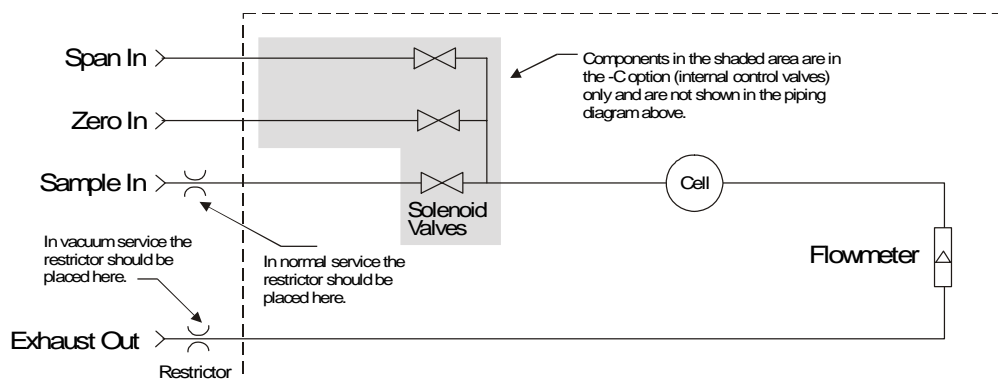 Span In
Components in the shaded area are in
the -C option (internal control valves)
only and are not shown in the piping
diagram above.
Zero In
Sample In
Cell
Solenoid
Valves
In vacuum service the
restrictor should be
placed here.
In normal service the
restrictor should be
placed here.
Flowmeter
Exhaust Out
Restrictor